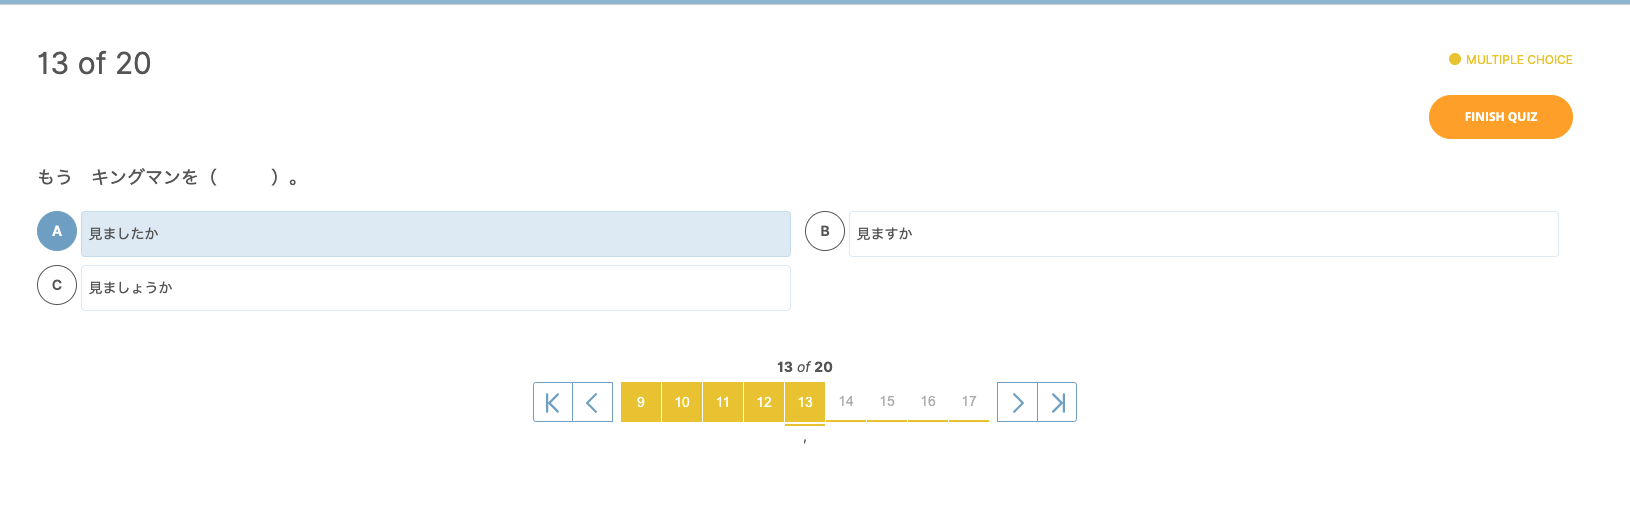 13 of 20
MULTIPLE CHOICE
FINISH QUIZ
もう　キングマンを（　　　）。
A 見ましたか
B 見ますか
C 見ましょうか
13 of 20
9 10 11 12 13 14 15 16 17
,